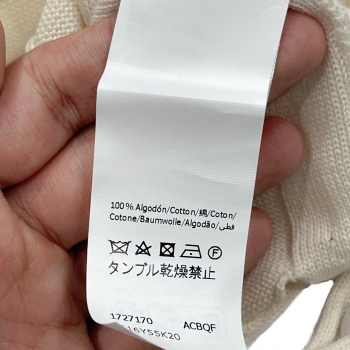 100% Algodón/Cotton/綿/Coton/
Cotone/Baumwolle/Algodão/قطن/
タンブル乾燥禁止
1727170 ACBQF
16Y55K20